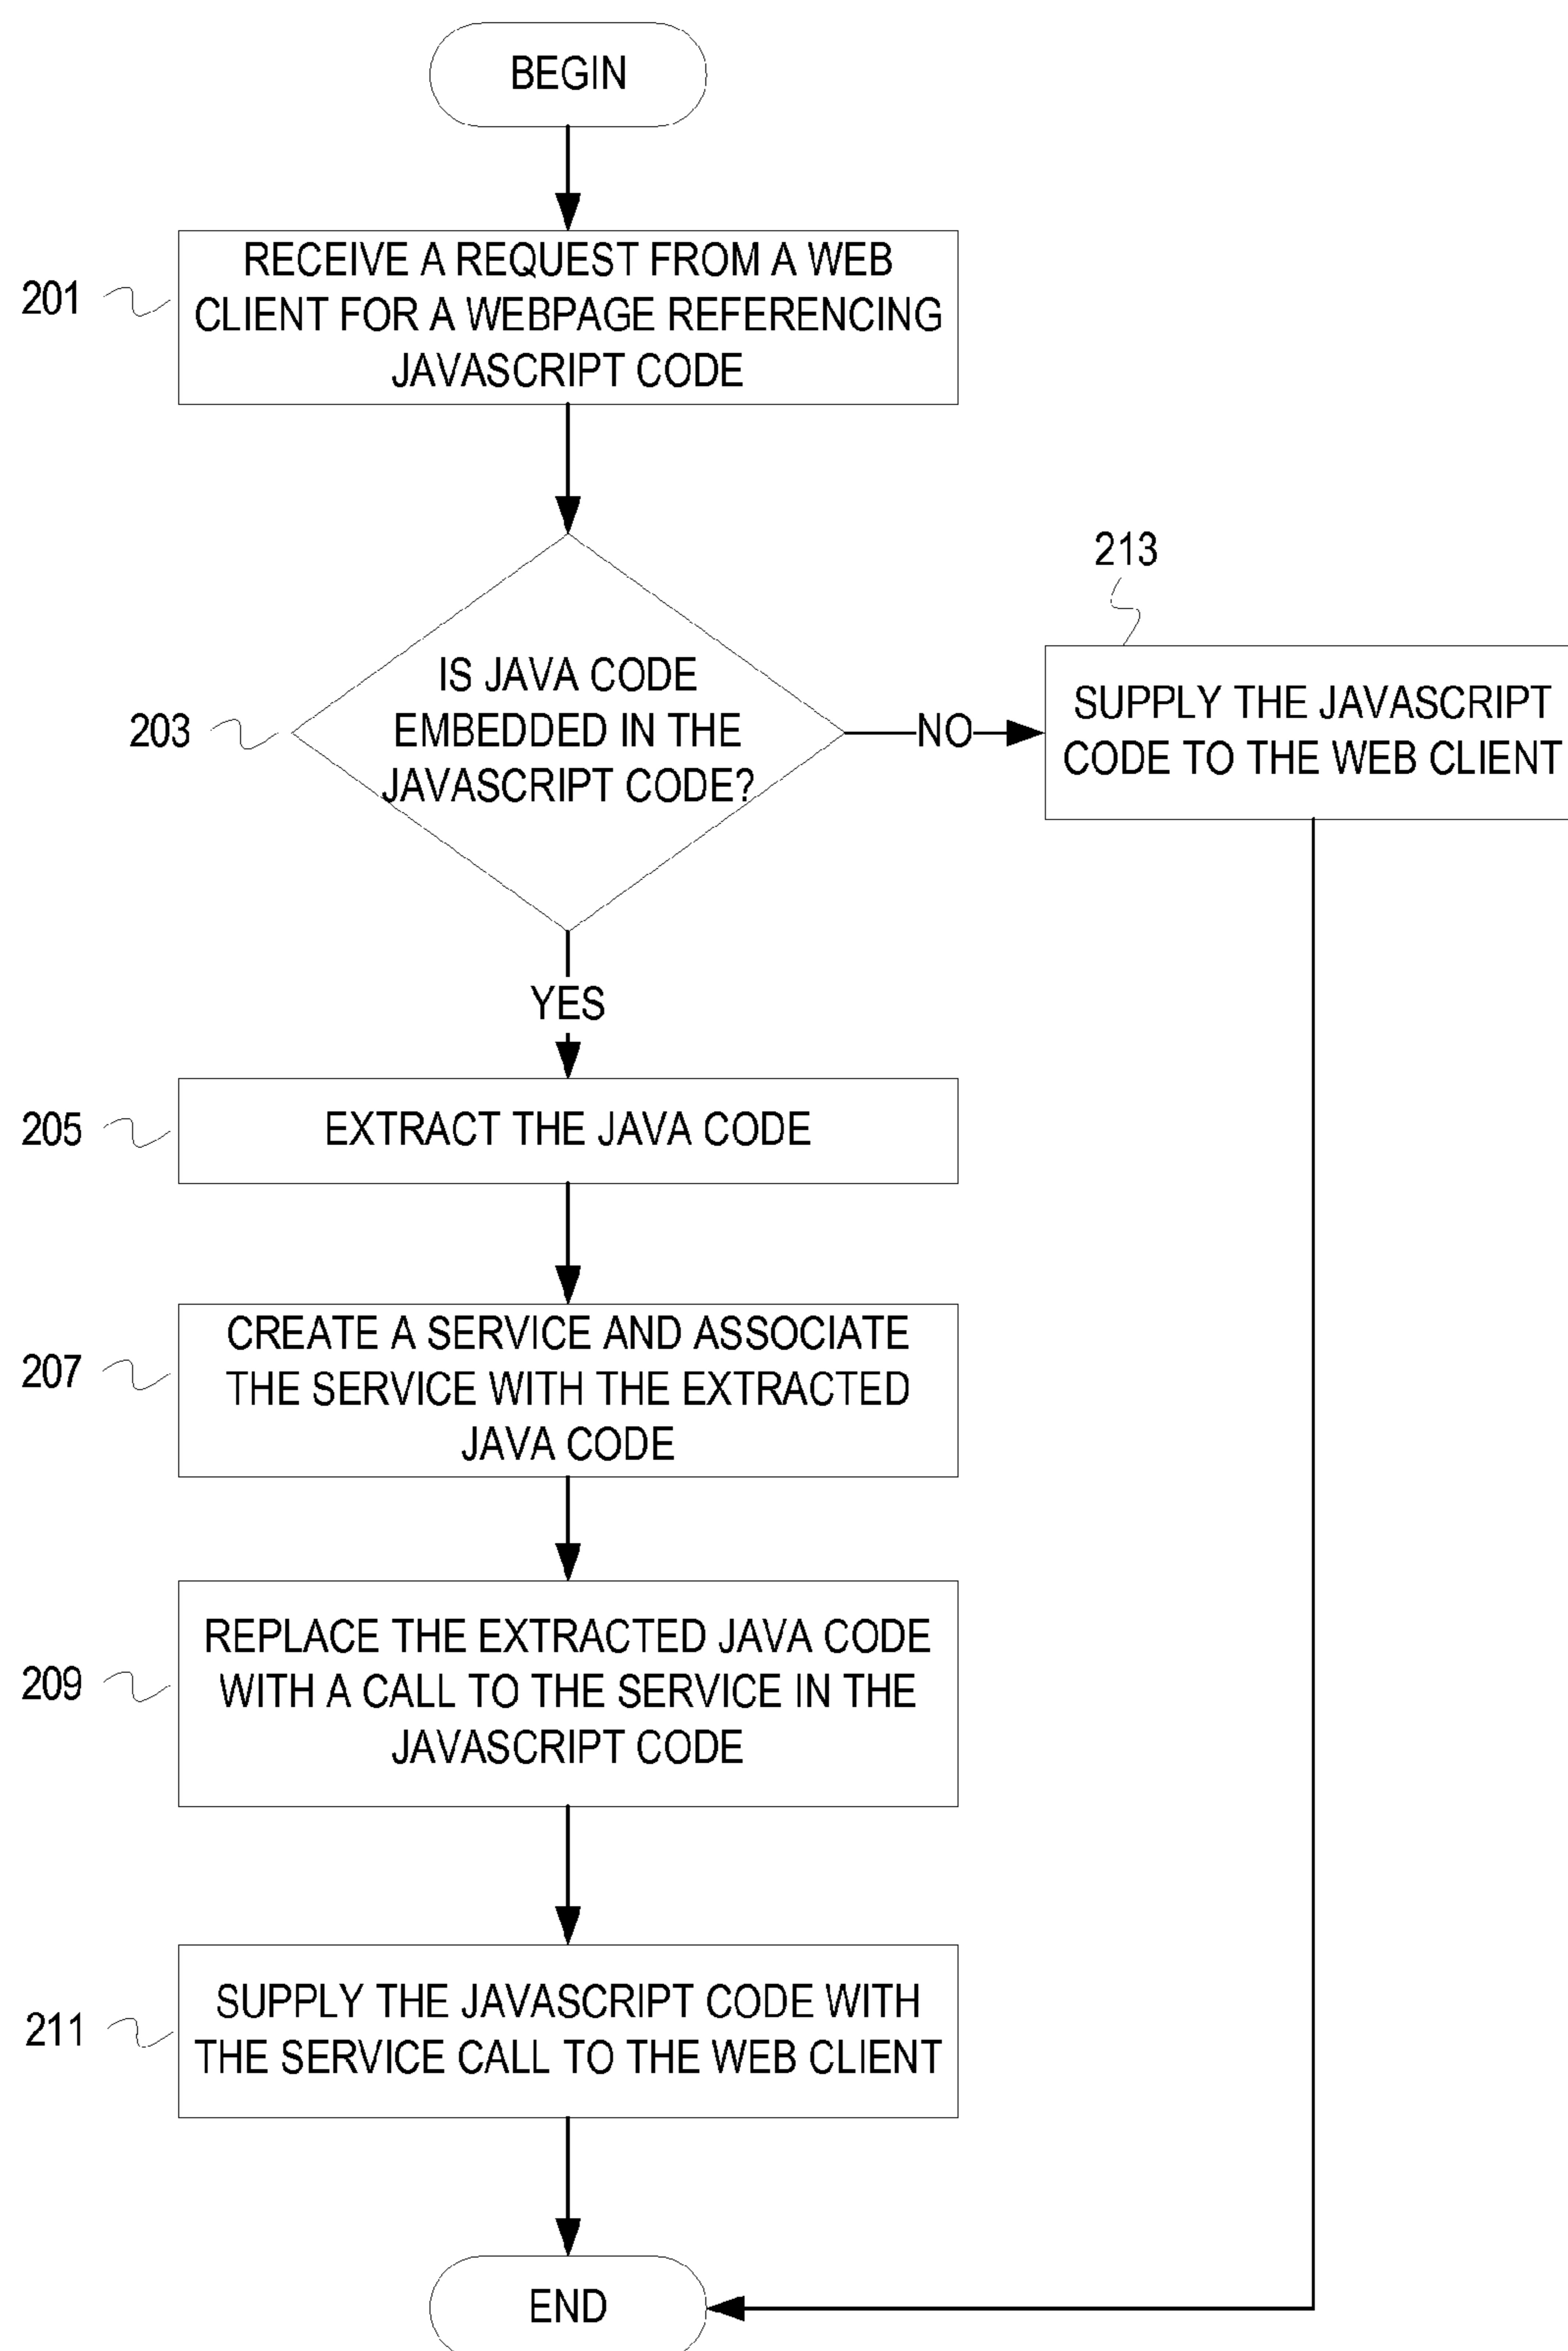 BEGIN
201
RECEIVE A REQUEST FROM A WEB
CLIENT FOR A WEBPAGE REFERENCING
JAVASCRIPT CODE
203
IS JAVA CODE
EMBEDDED IN THE
JAVASCRIPT CODE?
NO
213
SUPPLY THE JAVASCRIPT
CODE TO THE WEB CLIENT
YES
205
EXTRACT THE JAVA CODE
207
CREATE A SERVICE AND ASSOCIATE
THE SERVICE WITH THE EXTRACTED
JAVA CODE
209
REPLACE THE EXTRACTED JAVA CODE
WITH A CALL TO THE SERVICE IN THE
JAVASCRIPT CODE
211
SUPPLY THE JAVASCRIPT CODE WITH
THE SERVICE CALL TO THE WEB CLIENT
END